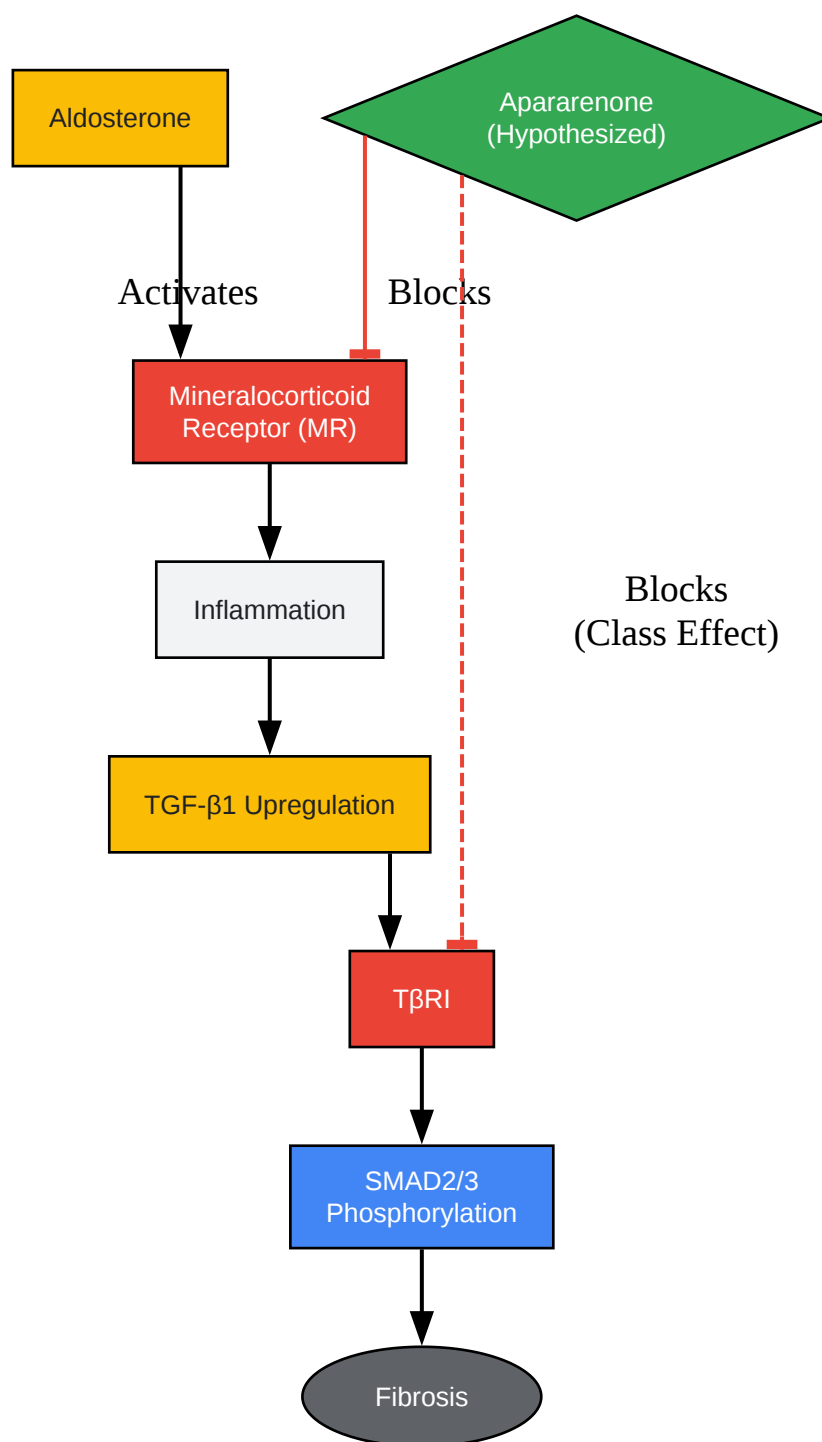 Aldosterone
Apararenone
(Hypothesized)
Activates
Blocks
Mineralocorticoid
Receptor (MR)
Inflammation
Blocks
(Class Effect)
TGF-β1 Upregulation
TβRI
SMAD2/3
Phosphorylation
Fibrosis